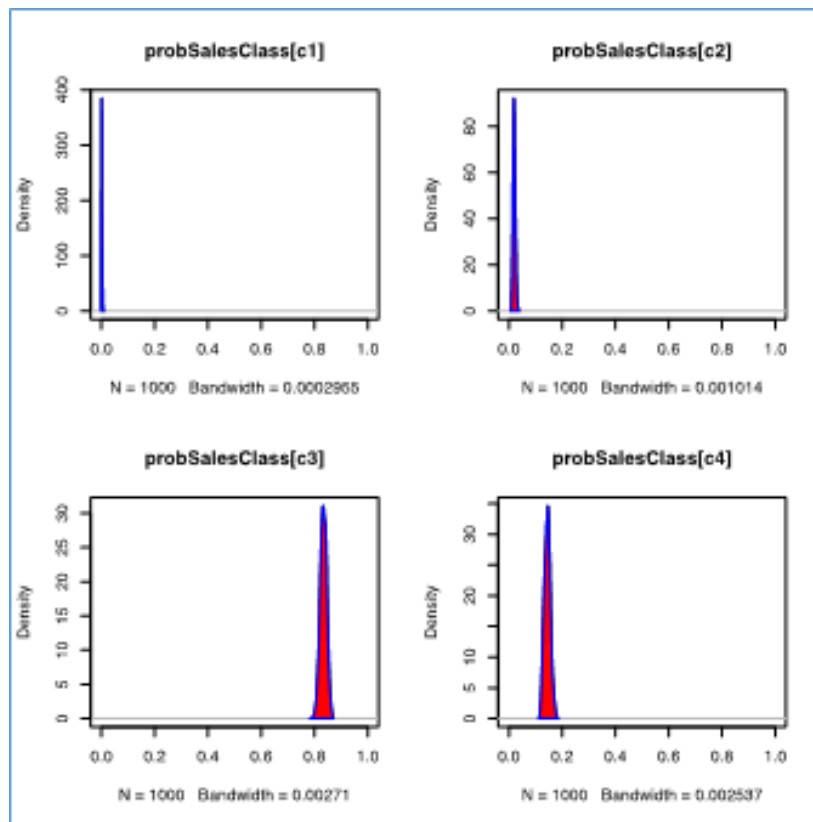 probSalesClass[c1]
Density
0 100 200 300 400
0.0 0.2 0.4 0.6 0.8 1.0
N = 1000 Bandwidth = 0.0002955
probSalesClass[c2]
Density
0 20 40 60 80
0.0 0.2 0.4 0.6 0.8 1.0
N = 1000 Bandwidth = 0.001014
probSalesClass[c3]
Density
0 5 10 15 20 25 30
0.0 0.2 0.4 0.6 0.8 1.0
N = 1000 Bandwidth = 0.00271
probSalesClass[c4]
Density
0 5 10 20 30
0.0 0.2 0.4 0.6 0.8 1.0
N = 1000 Bandwidth = 0.002537